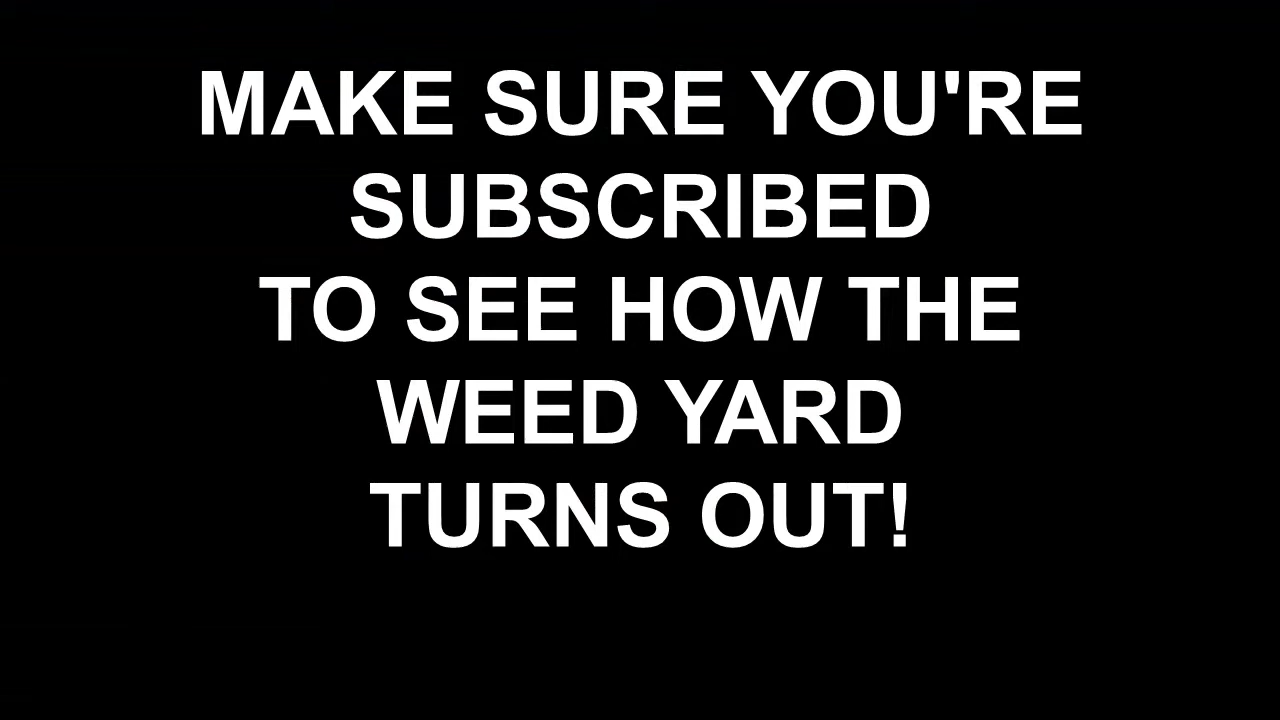 MAKE SURE YOU'RE
SUBSCRIBED
TO SEE HOW THE
WEED YARD
TURNS OUT!